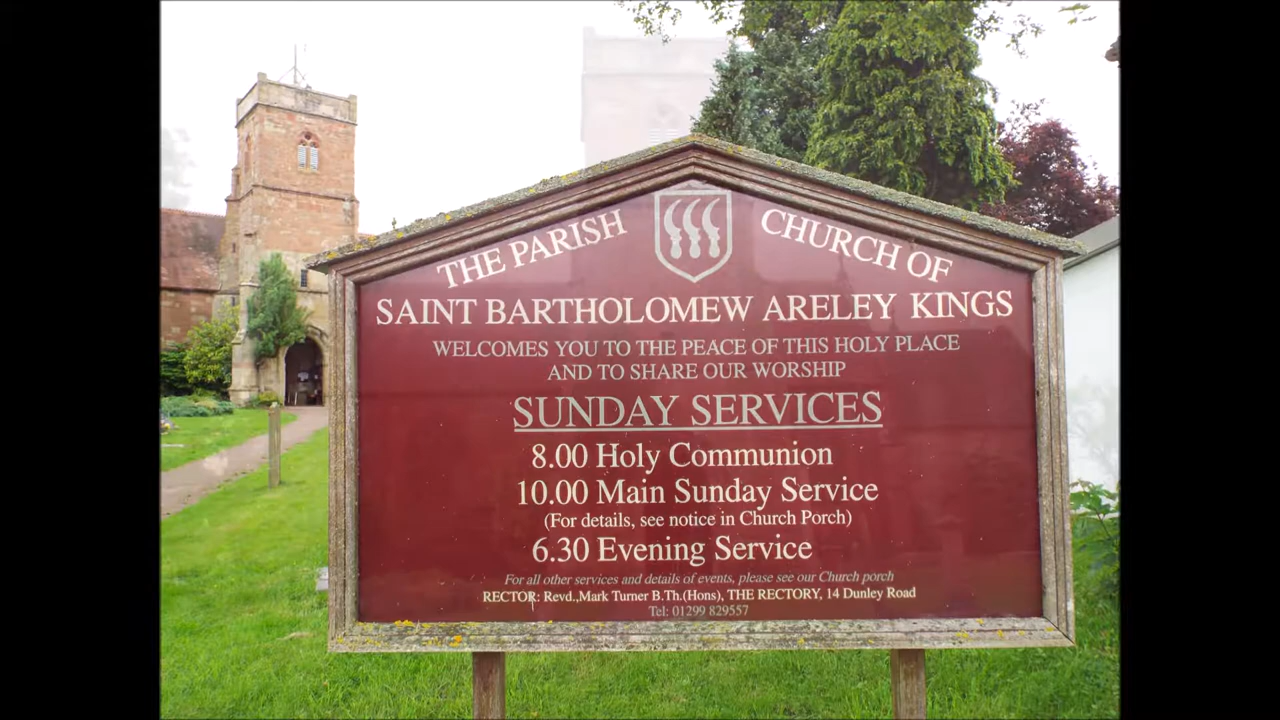 THE PARISH CHURCH OF
SAINT BARTHOLOMEW ARELEY KINGS
WELCOMES YOU TO THE PEACE OF THIS HOLY PLACE
AND TO SHARE OUR WORSHIP
SUNDAY SERVICES
8.00 Holy Communion
10.00 Main Sunday Service
(For details, see notice in Church Porch)
6.30 Evening Service
For all other services and details of events, please see our Church porch
RECTOR: Revd.,Mark Turner B.Th.(Hons), THE RECTORY, 14 Dunley Road
Tel: 01299 829557